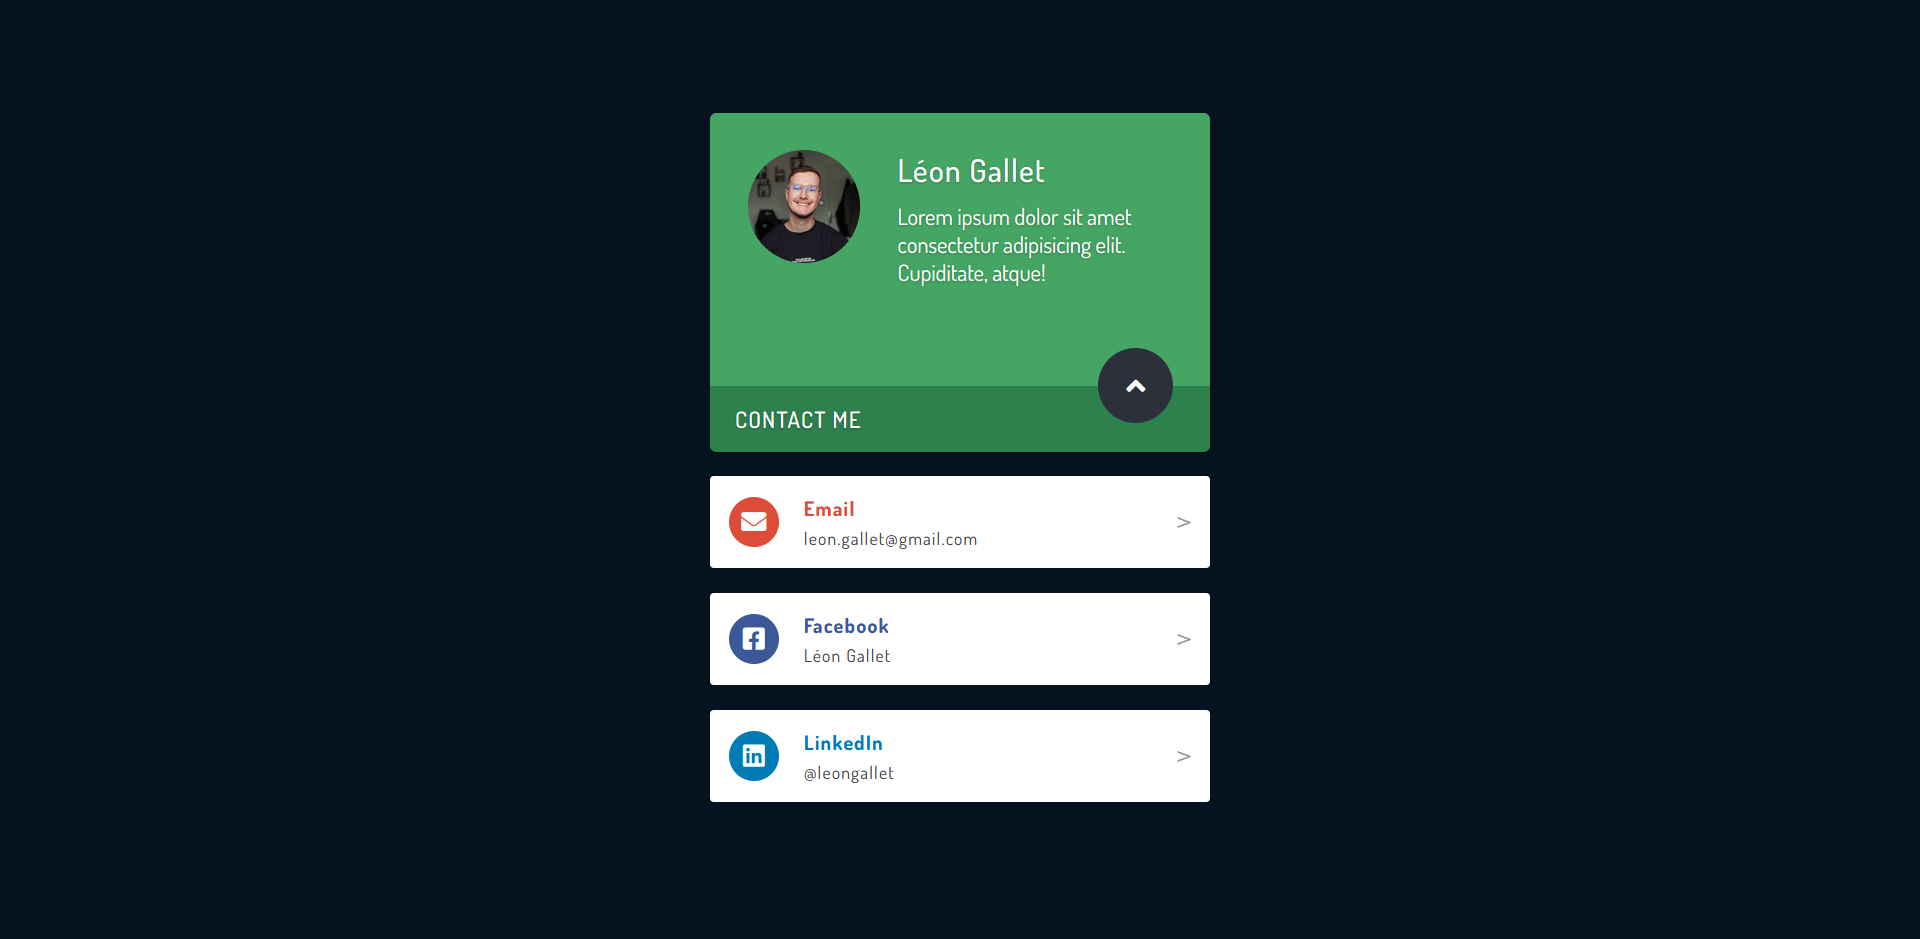 Léon Gallet
Lorem ipsum dolor sit amet
consectetur adipisicing elit.
Cupiditate, atque!
CONTACT ME
Email
leon.gallet@gmail.com
>
Facebook
Léon Gallet
>
in
LinkedIn
@leongallet
>